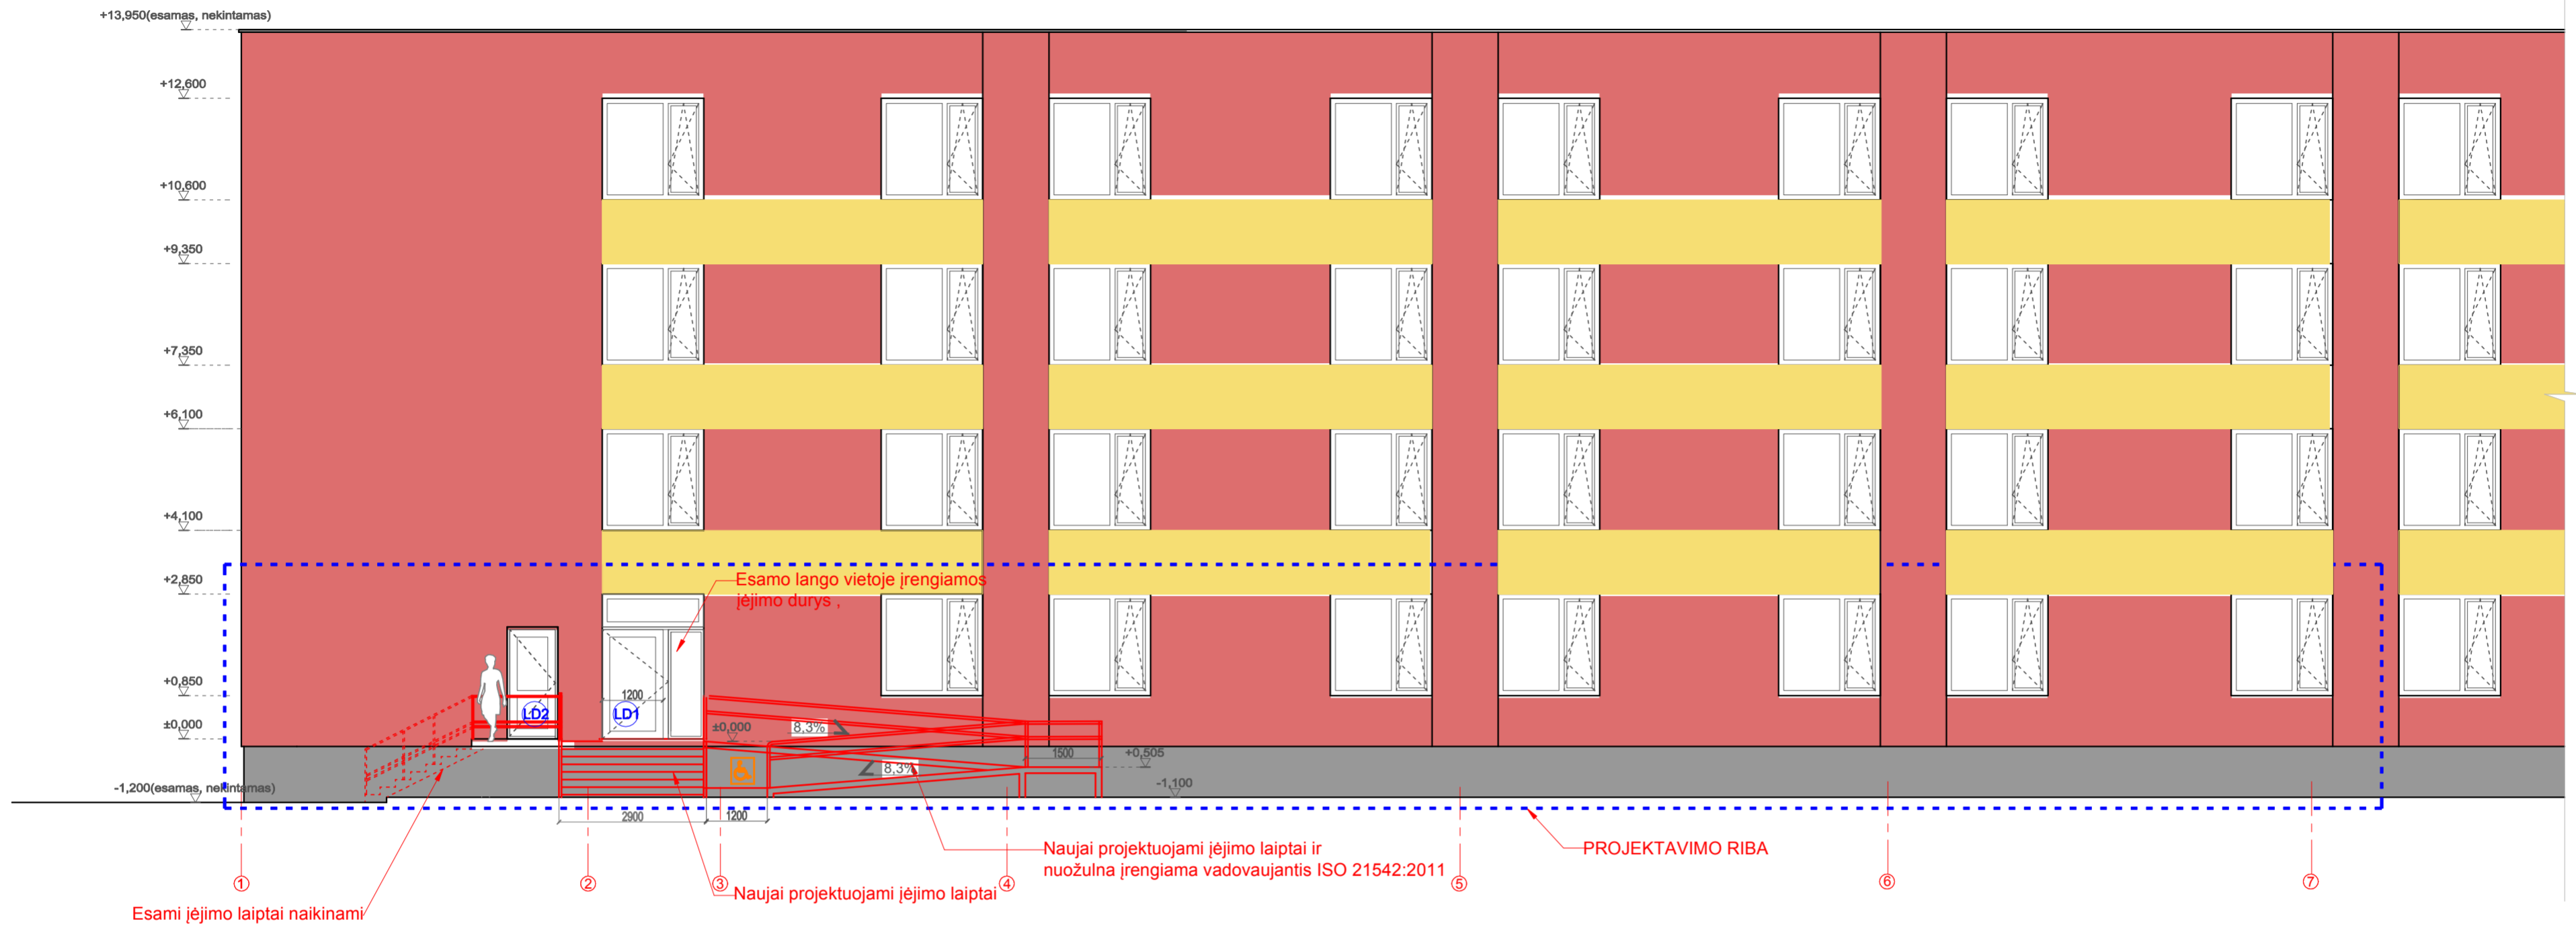 +13,950(esamas, nekintamas)
+12,600
+10,600
+9,350
+7,350
+6,100
+4,100
+2,850
Esamo lango vietoje įrengiamos
įėjimo durys ,
+0,850
1200
LD2
LD1
±0,000
±0,000
8,3%
1500
+0,505
8,3%
-1,200(esamas, nekintamas)
-1,100
2900
1200
Naujai projektuojami įėjimo laiptai ir
nuožulna įrengiama vadovaujantis ISO 21542:2011
PROJEKTAVIMO RIBA
1
2
3
4
5
6
7
Naujai projektuojami įėjimo laiptai
Esami įėjimo laiptai naikinami